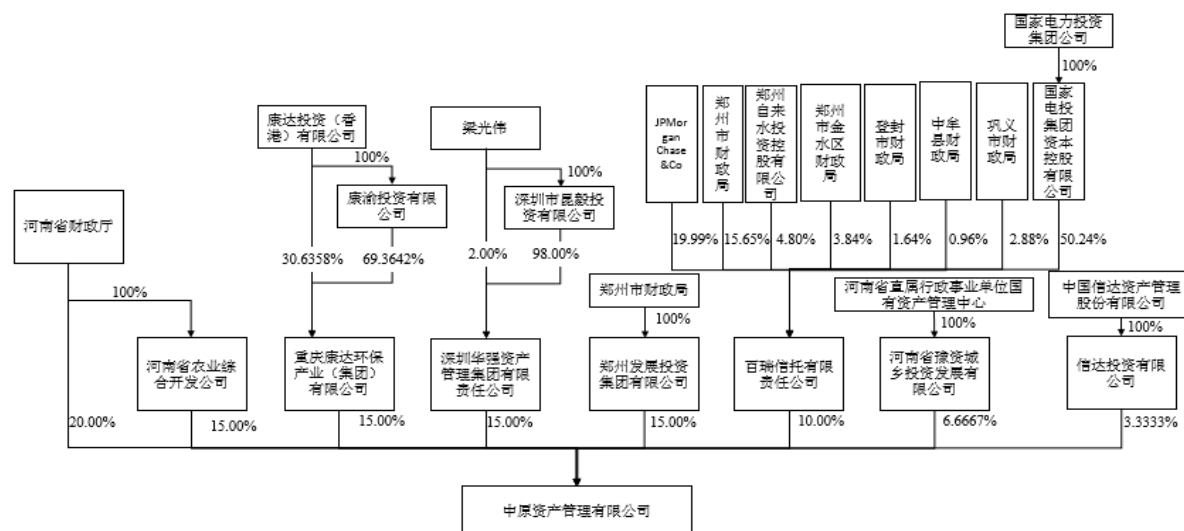 国家电力投资
集团公司
100%
康达投资（香
港）有限公司
梁光伟
JPMor
gan
Chase
&Co
郑州市财政局
郑州自来水投资控股有限公司
郑州市金水区财政局
登封市财政局
中牟县财政局
巩义市财政局
国家电投集团资本控股有限公司
100%
100%
河南省财政厅
康渝投资有限
公司
深圳市昆毅投
资有限公司
30.6358%
69.3642%
2.00%
98.00%
19.99%
15.65%
4.80%
3.84%
1.64%
0.96%
2.88%
50.24%
100%
郑州市财政局
河南省直属行政事业单位国
有资产管理中心
中国信达资产管理
股份有限公司
100%
100%
100%
河南省农业综
合开发公司
重庆康达环保
产业（集团）
有限公司
深圳华强资产
管理集团有限
责任公司
郑州发展投资
集团有限公司
百瑞信托有限
责任公司
河南省豫资城
乡投资发展有
限公司
信达投资有限
公司
20.00%
15.00%
15.00%
15.00%
15.00%
10.00%
6.6667%
3.3333%
中原资产管理有限公司